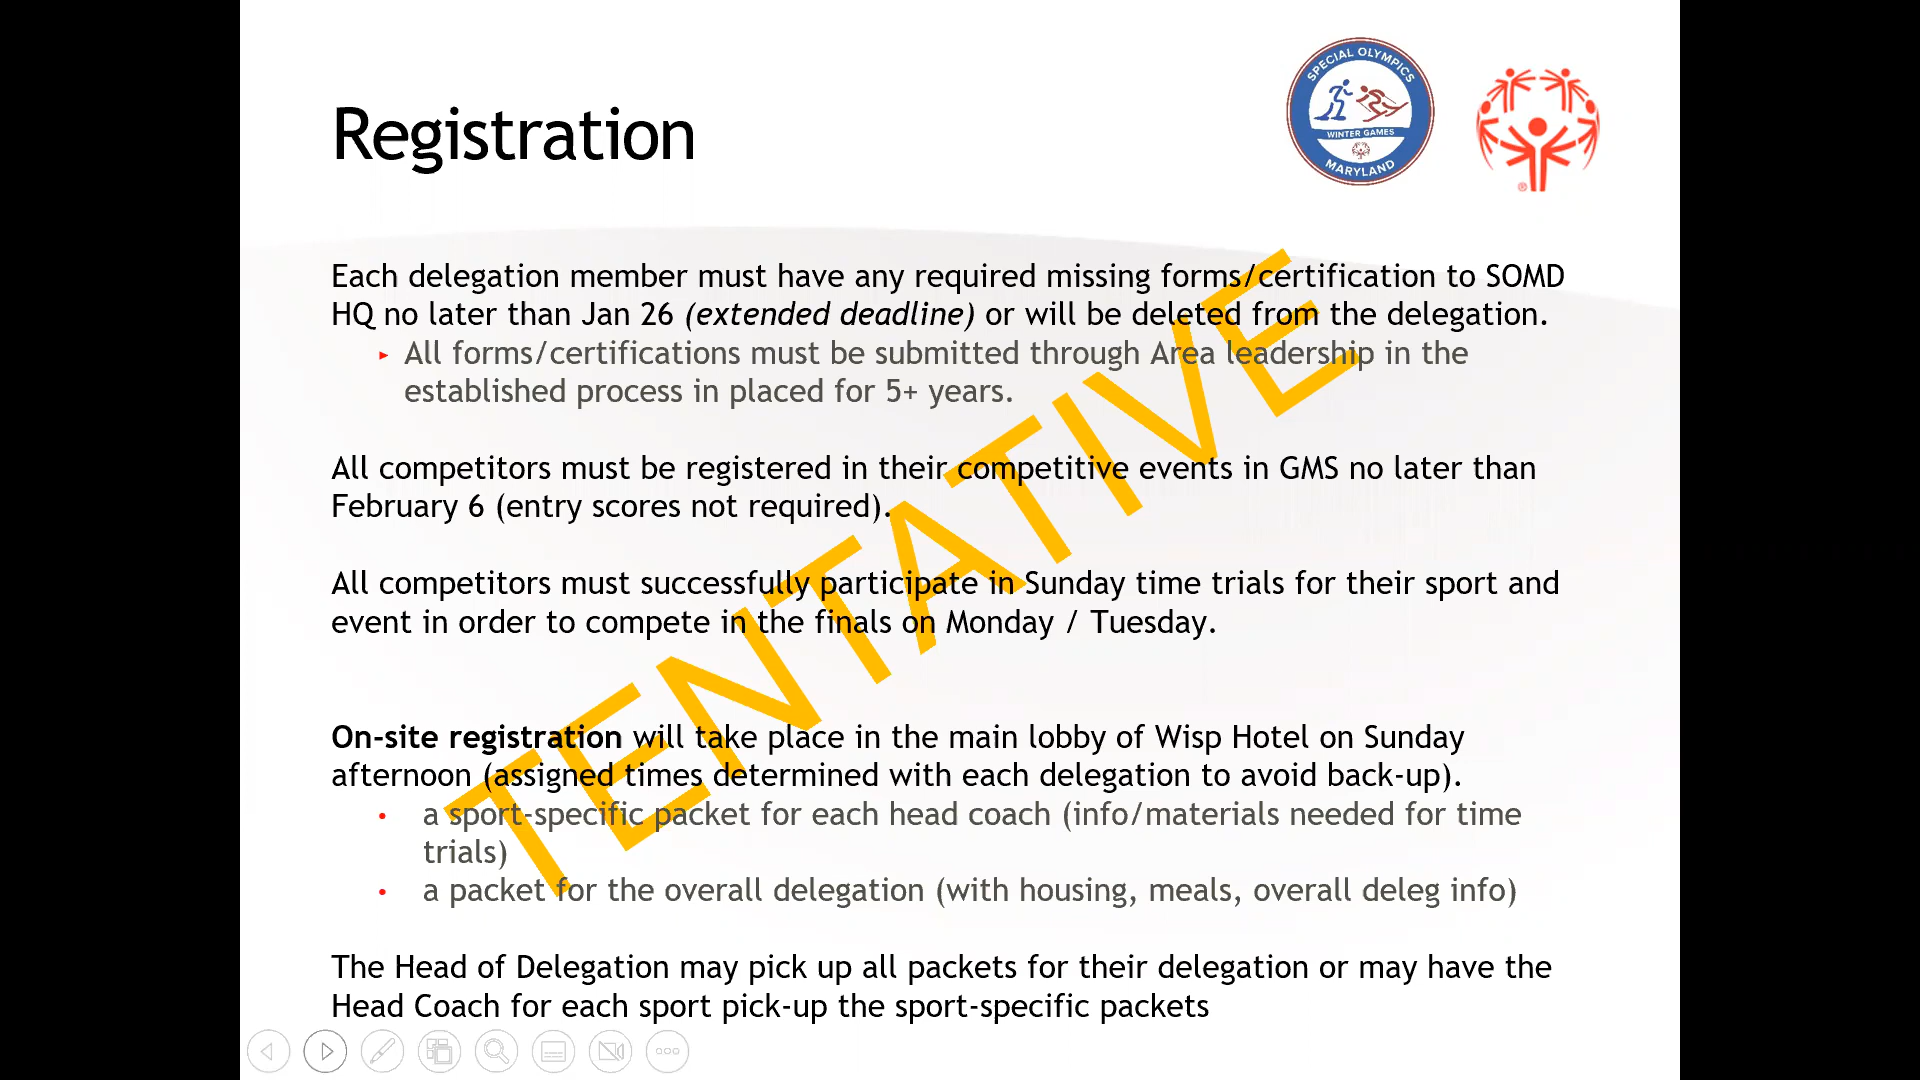 SPECIAL OLYMPICS
WINTER GAMES
MARYLAND
®
Registration
Each delegation member must have any required missing forms/certification to SOMD
HQ no later than Jan 26 (extended deadline) or will be deleted from the delegation.
All forms/certifications must be submitted through Area leadership in the
established process in placed for 5+ years.
All competitors must be registered in their competitive events in GMS no later than
February 6 (entry scores not required).
All competitors must successfully participate in Sunday time trials for their sport and
event in order to compete in the finals on Monday / Tuesday.
On-site registration will take place in the main lobby of Wisp Hotel on Sunday
afternoon (assigned times determined with each delegation to avoid back-up).
• a sport-specific packet for each head coach (info/materials needed for time
trials)
• a packet for the overall delegation (with housing, meals, overall deleg info)
The Head of Delegation may pick up all packets for their delegation or may have the
Head Coach for each sport pick-up the sport-specific packets
TENTATIVE